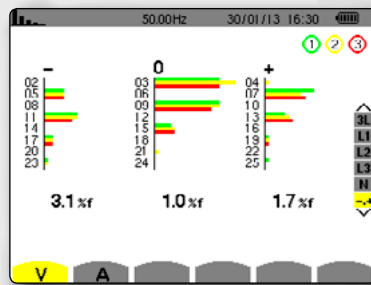 50.00Hz 30/01/13 16:30
1 2 3
- 0 +
02 03 04
05 06 07
08 09 10
11 12 13
14 15 16
17 18 19
20 21 22
23 24 25
3L
L1
L2
L3
N
-.+
3.1 %f 1.0 %f 1.7 %f
V A